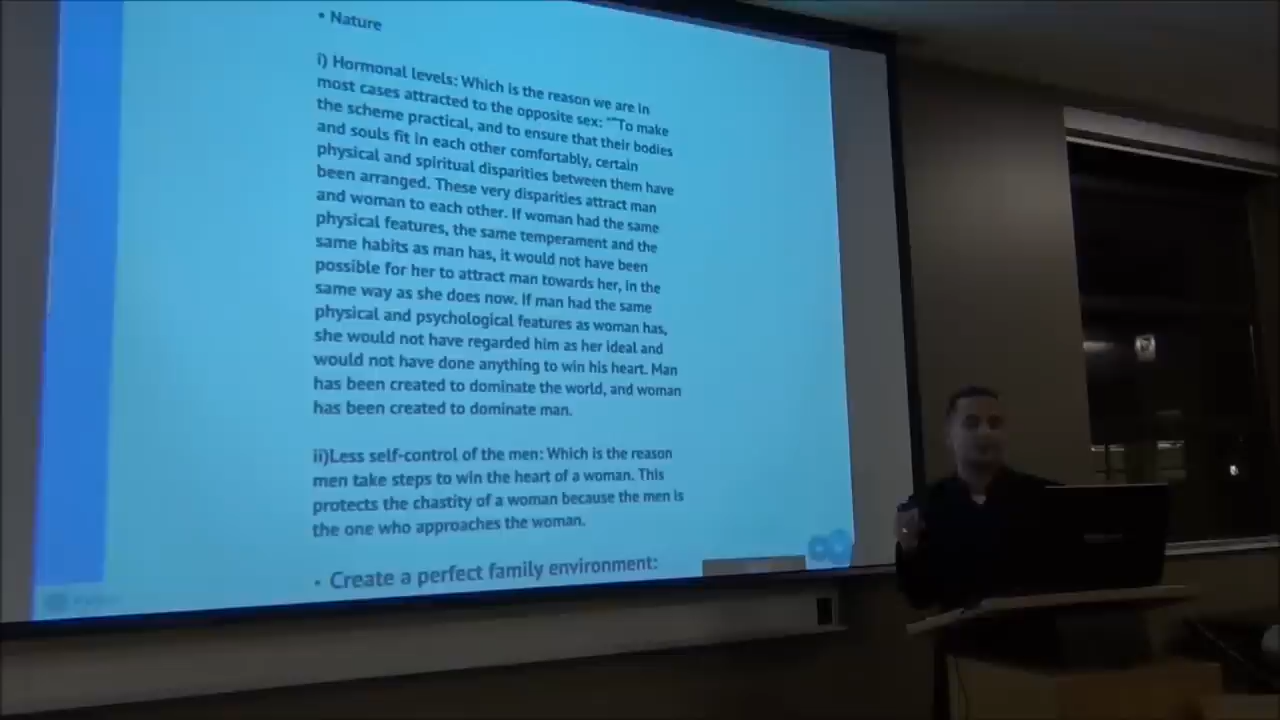 • Nature
i) Hormonal levels: Which is the reason we are in
most cases attracted to the opposite sex: ""To make
the scheme practical, and to ensure that their bodies
and souls fit in each other comfortably, certain
physical and spiritual disparities between them have
been arranged. These very disparities attract man
and woman to each other. If woman had the same
physical features, the same temperament and the
same habits as man has, it would not have been
possible for her to attract man towards her, in the
same way as she does now. If man had the same
physical and psychological features as woman has,
she would not have regarded him as her ideal and
would not have done anything to win his heart. Man
has been created to dominate the world, and woman
has been created to dominate man.
ii)Less self-control of the men: Which is the reason
men take steps to win the heart of a woman. This
protects the chastity of a woman because the men is
the one who approaches the woman.
• Create a perfect family environment: